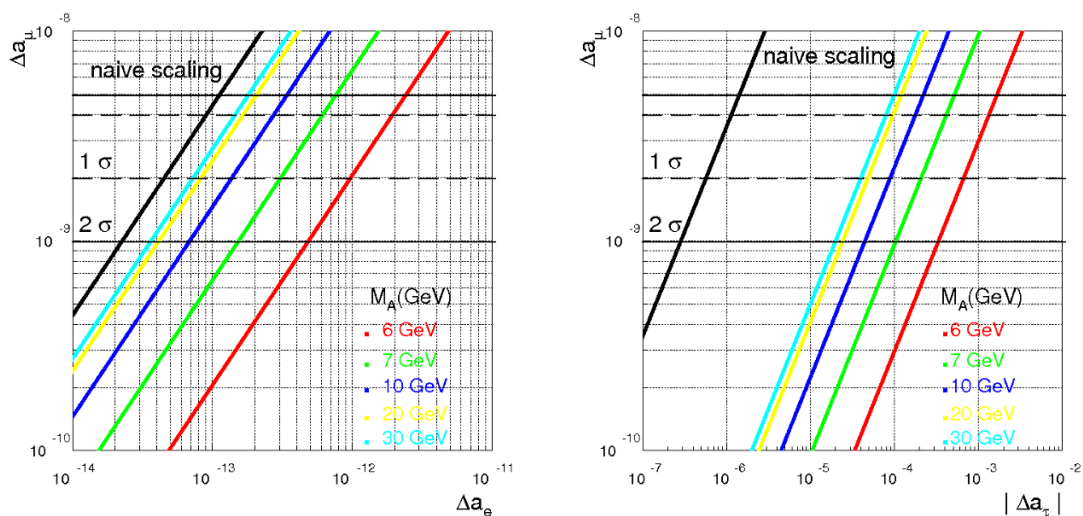 Δaμ
10 -8
naive scaling
1 σ
2 σ
10 -9
M_A(GeV)
6 GeV
7 GeV
10 GeV
20 GeV
30 GeV
10 -10
10 -14
10 -13
10 -12
10 -11
Δa_e
Δaμ
10 -8
naive scaling
1 σ
2 σ
10 -9
M_A(GeV)
6 GeV
7 GeV
10 GeV
20 GeV
30 GeV
10 -10
10 -7
10 -6
10 -5
10 -4
10 -3
10 -2
| Δa_τ |